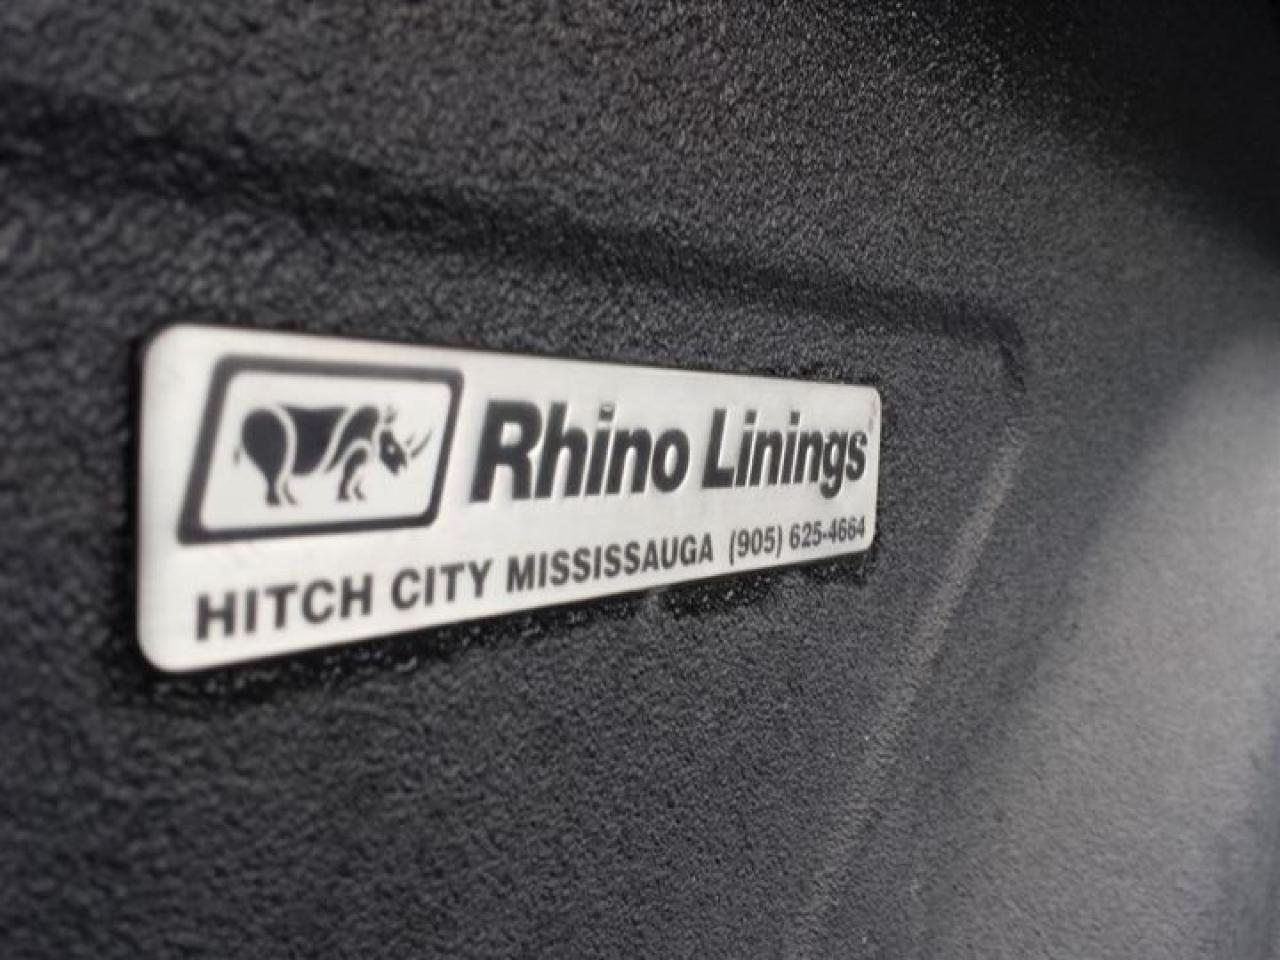 Rhino Linings
HITCH CITY MISSISSAUGA (905) 625-4664